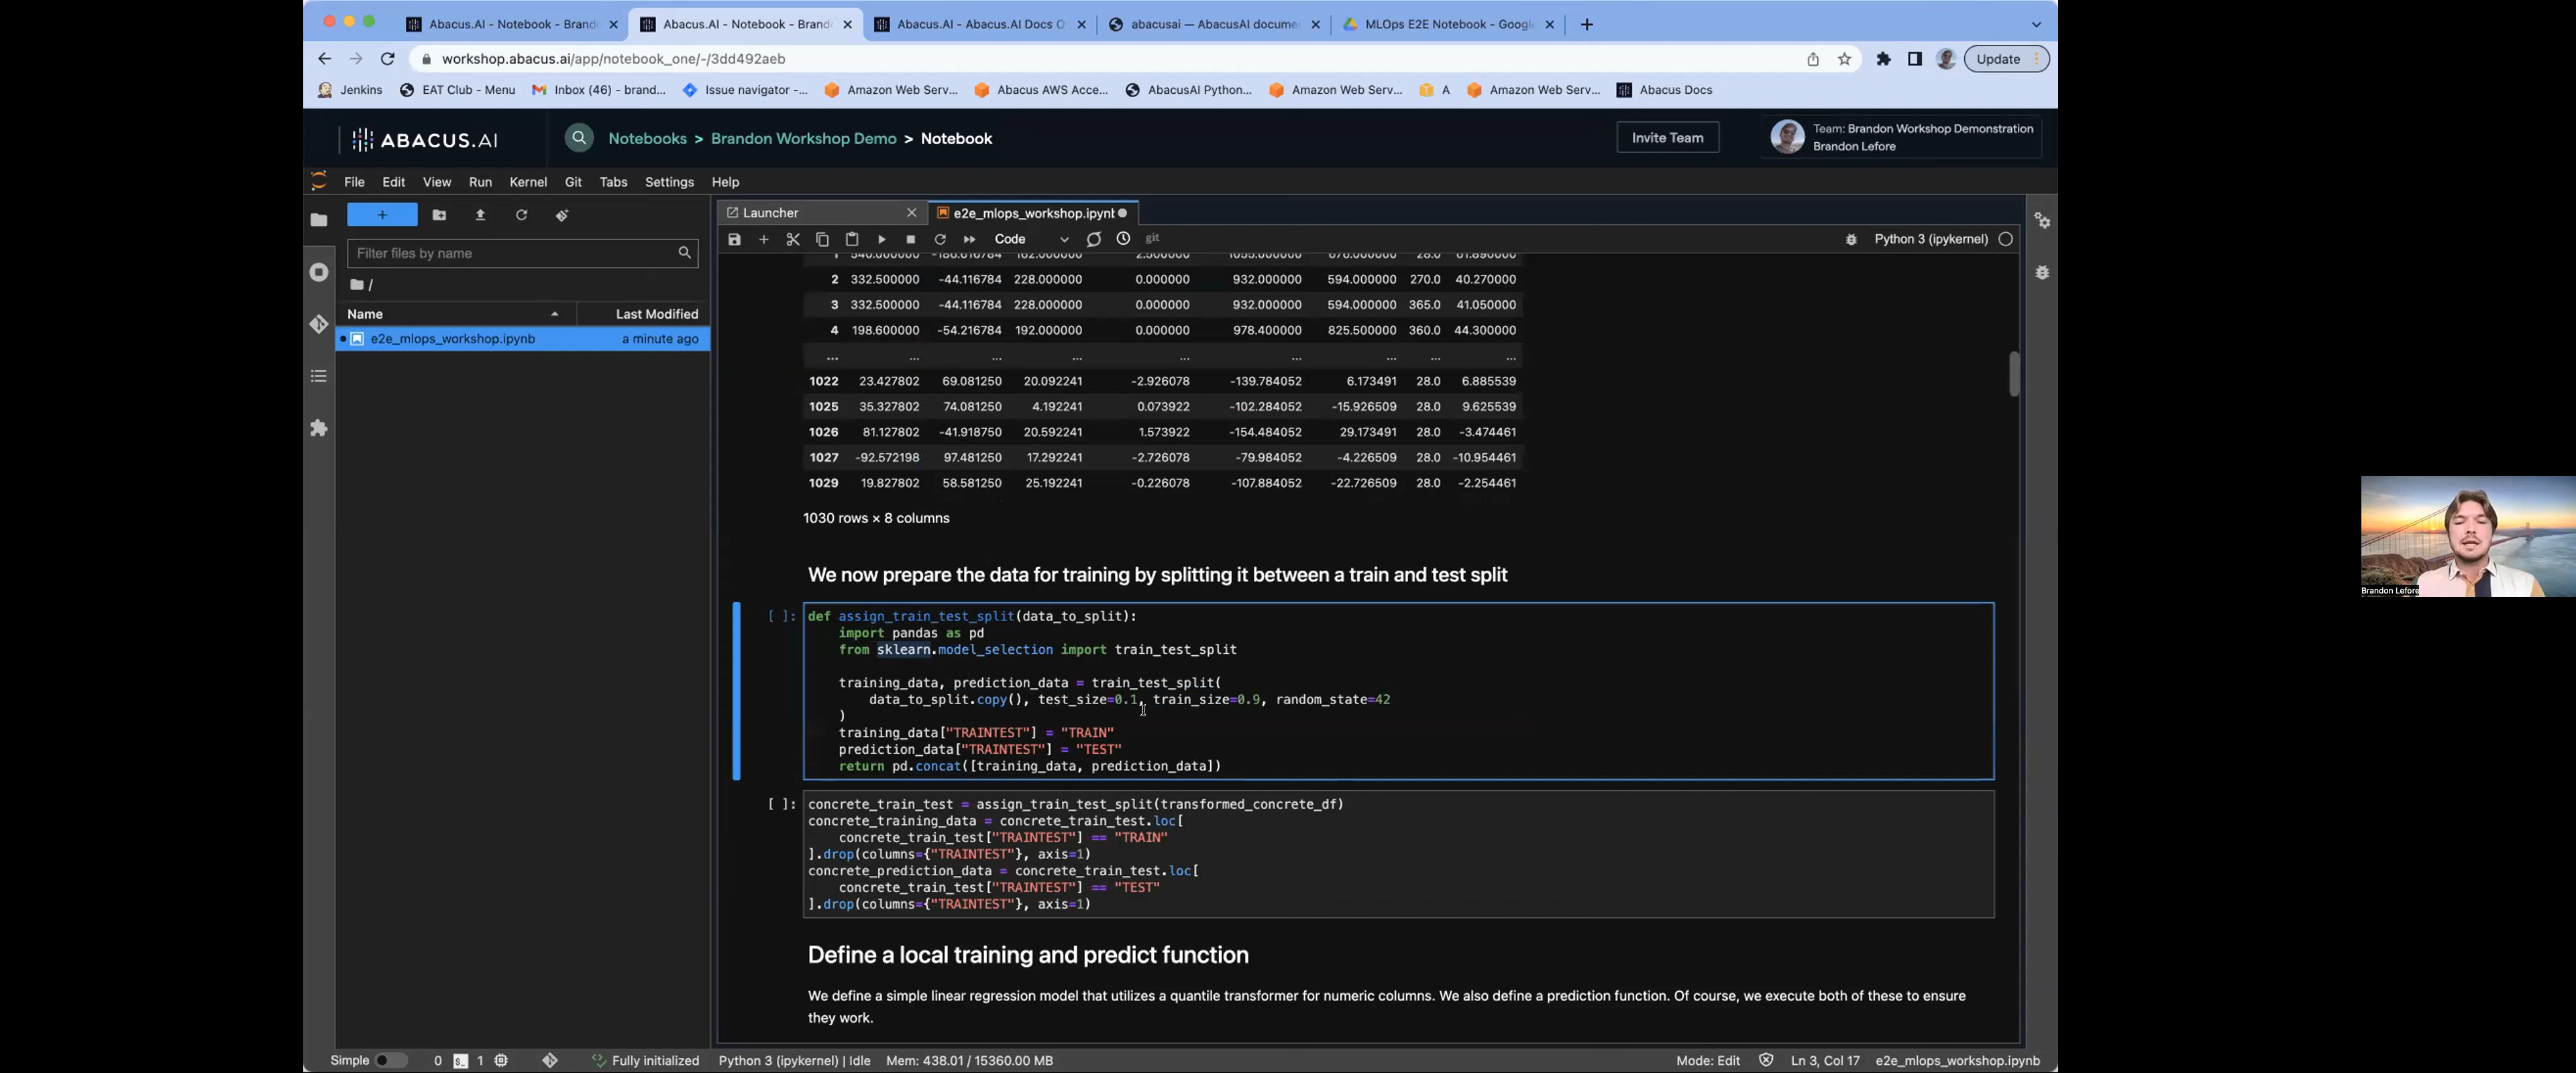 Abacus.AI - Notebook - Brand
Abacus.AI - Notebook - Brand
Abacus.AI - Abacus.AI Docs Q
abacusai — AbacusAI docume
MLOps E2E Notebook - Googl
workshop.abacus.ai/app/notebook_one/-/3dd492aeb
Update
Jenkins
EAT Club - Menu
Inbox (46) - brand...
Issue navigator -...
Amazon Web Serv...
Abacus AWS Acce...
AbacusAI Python...
Amazon Web Serv...
A
Amazon Web Serv...
Abacus Docs
ABACUS.AI
Notebooks > Brandon Workshop Demo > Notebook
Invite Team
Team: Brandon Workshop Demonstration
Brandon Lefore
File Edit View Run Kernel Git Tabs Settings Help
+
Launcher
e2e_mlops_workshop.ipynb
Code
git
Python 3 (ipykernel)
Filter files by name
/
Name Last Modified
e2e_mlops_workshop.ipynb a minute ago
1 540.000000 -186.616784 162.000000 2.500000 1055.000000 676.000000 28.0 61.890000
2 332.500000 -44.116784 228.000000 0.000000 932.000000 594.000000 270.0 40.270000
3 332.500000 -44.116784 228.000000 0.000000 932.000000 594.000000 365.0 41.050000
4 198.600000 -54.216784 192.000000 0.000000 978.400000 825.500000 360.0 44.300000
... ... ... ... ... ... ... ... ...
1022 23.427802 69.081250 20.092241 -2.926078 -139.784052 6.173491 28.0 6.885539
1025 35.327802 74.081250 4.192241 0.073922 -102.284052 -15.926509 28.0 9.625539
1026 81.127802 -41.918750 20.592241 1.573922 -154.484052 29.173491 28.0 -3.474461
1027 -92.572198 97.481250 17.292241 -2.726078 -79.984052 -4.226509 28.0 -10.954461
1029 19.827802 58.581250 25.192241 -0.226078 -107.884052 -22.726509 28.0 -2.254461
1030 rows × 8 columns
We now prepare the data for training by splitting it between a train and test split
[ ]: def assign_train_test_split(data_to_split):
import pandas as pd
from sklearn.model_selection import train_test_split
training_data, prediction_data = train_test_split(
data_to_split.copy(), test_size=0.1, train_size=0.9, random_state=42
)
training_data["TRAINTEST"] = "TRAIN"
prediction_data["TRAINTEST"] = "TEST"
return pd.concat([training_data, prediction_data])
[ ]: concrete_train_test = assign_train_test_split(transformed_concrete_df)
concrete_training_data = concrete_train_test.loc[
concrete_train_test["TRAINTEST"] == "TRAIN"
].drop(columns={"TRAINTEST"}, axis=1)
concrete_prediction_data = concrete_train_test.loc[
concrete_train_test["TRAINTEST"] == "TEST"
].drop(columns={"TRAINTEST"}, axis=1)
Define a local training and predict function
We define a simple linear regression model that utilizes a quantile transformer for numeric columns. We also define a prediction function. Of course, we execute both of these to ensure
they work.
Simple 0 1 Fully initialized Python 3 (ipykernel) | Idle Mem: 438.01 / 15360.00 MB Mode: Edit Ln 3, Col 17 e2e_mlops_workshop.ipynb
Brandon Lefore